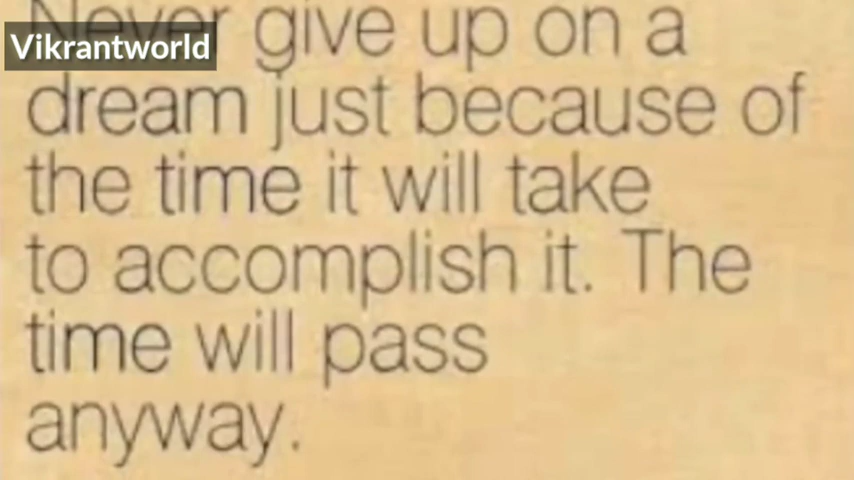 Never give up on a
Vikrantworld
dream just because of
the time it will take
to accomplish it. The
time will pass
anyway.